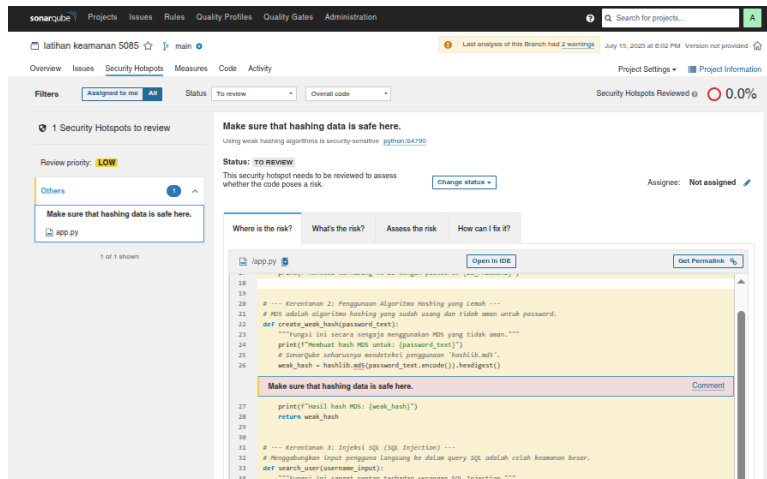 sonarqube Projects Issues Rules Quality Profiles Quality Gates Administration Search for projects... A
latihan keamanan 5085 main Last analysis of this Branch had 2 warnings July 15, 2025 at 6:02 PM Version not provided
Overview Issues Security Hotspots Measures Code Activity Project Settings Project Information
Filters Assigned to me All Status To review Overall code Security Hotspots Reviewed 0.0%
1 Security Hotspots to review
Review priority: LOW
Others 1
Make sure that hashing data is safe here.
app.py
1 of 1 shown
Make sure that hashing data is safe here.
Using weak hashing algorithms is security-sensitive python:S4790
Status: TO REVIEW
This security hotspot needs to be reviewed to assess
whether the code poses a risk.
Change status
Assignee: Not assigned
Where is the risk? What's the risk? Assess the risk How can I fix it?
/app.py Open in IDE Get Permalink
18
19
20 # --- Kerentanan 2: Penggunaan Algoritma Hashing yang Lemah ---
21 # MD5 adalah algoritma hashing yang sudah usang dan tidak aman untuk password.
22 def create_weak_hash(password_text):
23 """Fungsi ini secara sengaja menggunakan MD5 yang tidak aman."""
24 print(f"Membuat hash MD5 untuk: {password_text}")
25 # SonarQube seharusnya mendeteksi penggunaan 'hashlib.md5'.
26 weak_hash = hashlib.md5(password_text.encode()).hexdigest()
Make sure that hashing data is safe here. Comment
27 print(f"Hasil hash MD5: {weak_hash}")
28 return weak_hash
29
30
31 # --- Kerentanan 3: Injeksi SQL (SQL Injection) ---
32 # Menggabungkan input pengguna langsung ke dalam query SQL adalah celah keamanan besar.
33 def search_user(username_input):
34 """Fungsi ini sangat rentan terhadap serangan SQL Injection."""